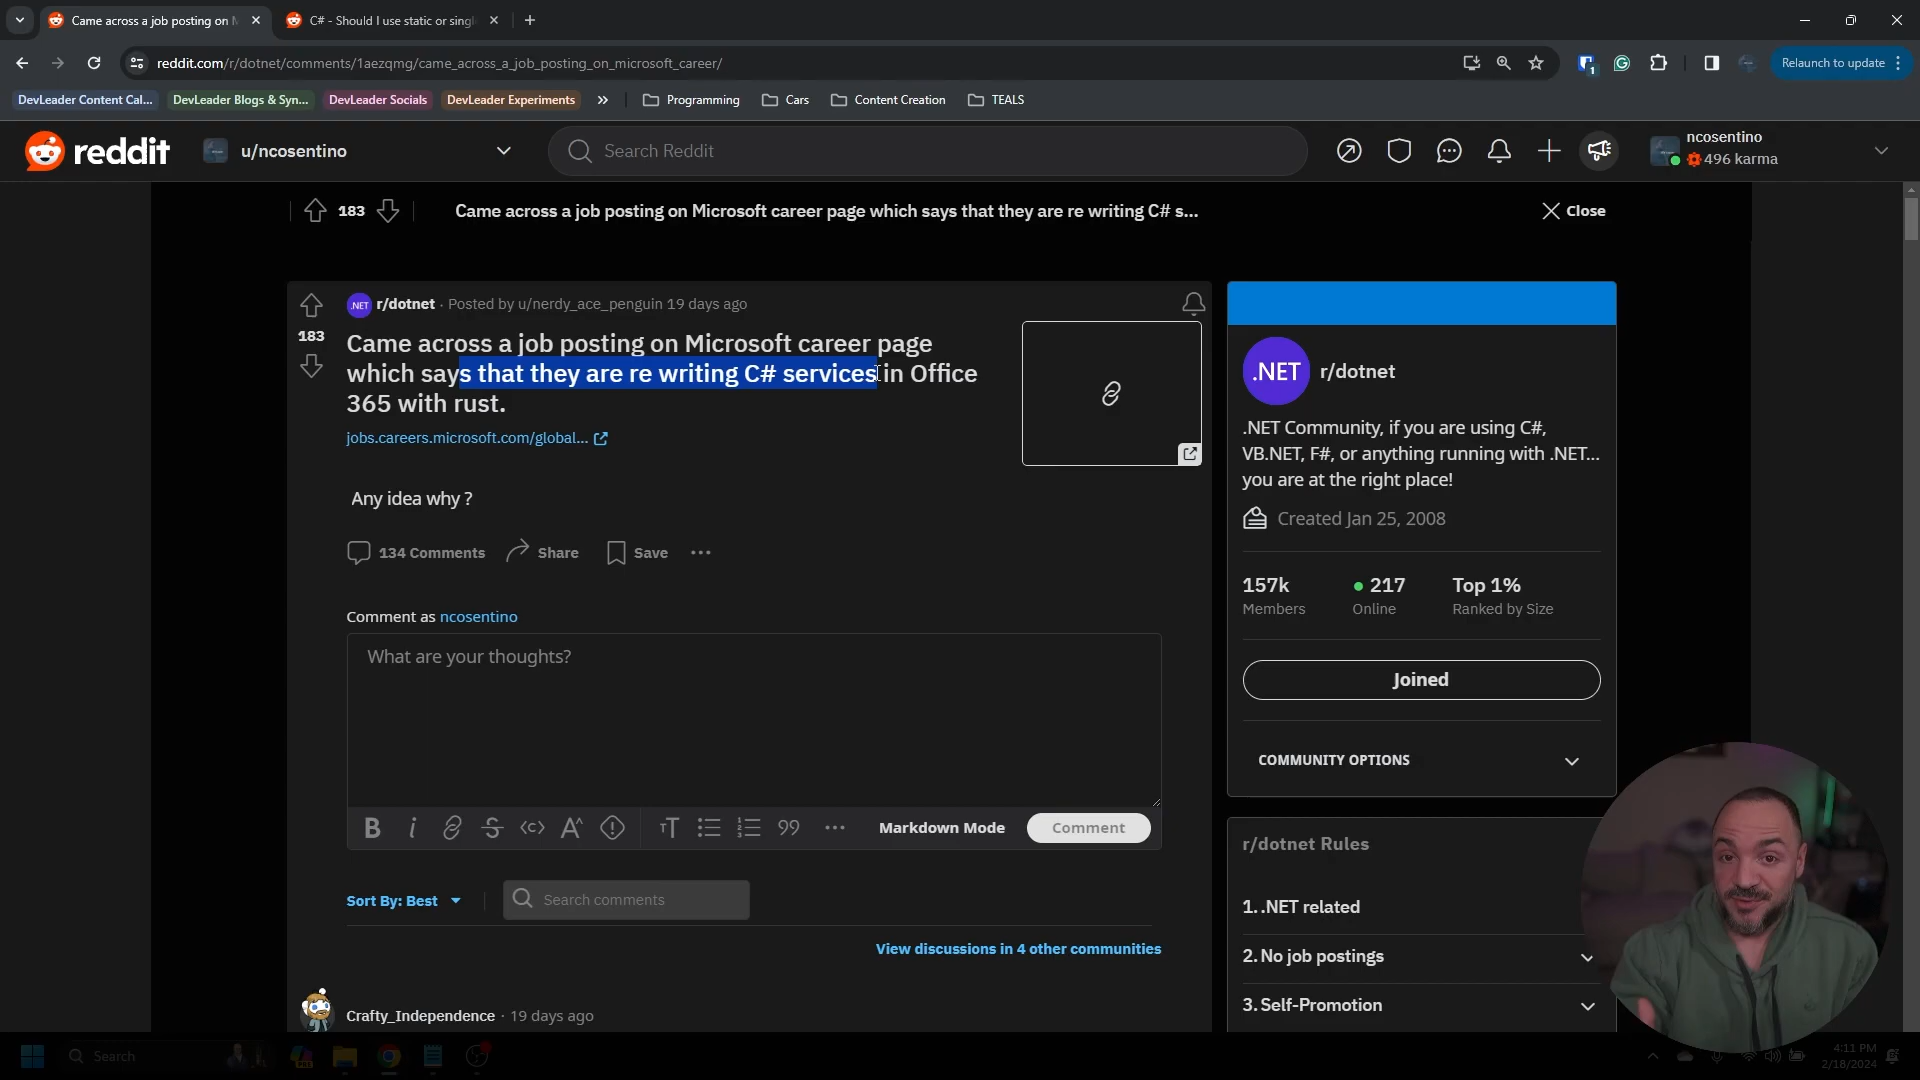 Came across a job posting on M
C# - Should I use static or singl
reddit.com/r/dotnet/comments/1aezqmg/came_across_a_job_posting_on_microsoft_career/
1
Relaunch to update
DevLeader Content Cal...
DevLeader Blogs & Syn...
DevLeader Socials
DevLeader Experiments
Programming
Cars
Content Creation
TEALS
reddit
u/ncosentino
Search Reddit
ncosentino
496 karma
183
Came across a job posting on Microsoft career page which says that they are re writing C# s...
Close
.NET
r/dotnet · Posted by u/nerdy_ace_penguin 19 days ago
183
Came across a job posting on Microsoft career page
which says that they are re writing C# services in Office
365 with rust.
jobs.careers.microsoft.com/global...
Any idea why ?
134 Comments
Share
Save
Comment as ncosentino
What are your thoughts?
Markdown Mode
Comment
Sort By: Best
Search comments
View discussions in 4 other communities
Crafty_Independence · 19 days ago
.NET
r/dotnet
.NET Community, if you are using C#,
VB.NET, F#, or anything running with .NET...
you are at the right place!
Created Jan 25, 2008
157k
Members
217
Online
Top 1%
Ranked by Size
Joined
COMMUNITY OPTIONS
r/dotnet Rules
1. .NET related
2. No job postings
3. Self-Promotion
Search
4:11 PM
2/18/2024